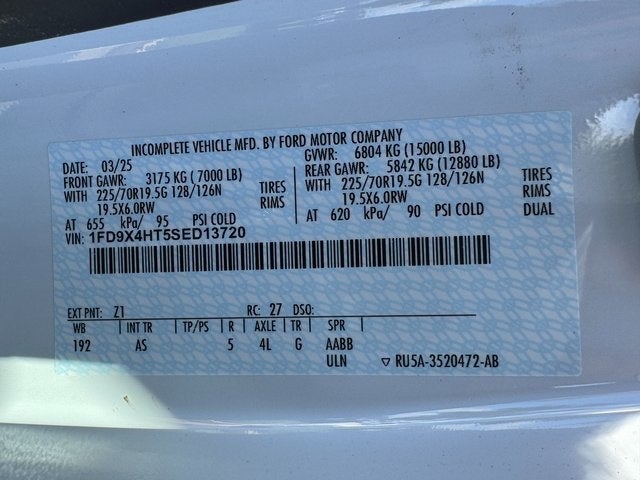 INCOMPLETE VEHICLE MFD. BY FORD MOTOR COMPANY
DATE: 03/25 GVWR: 6804 KG (15000 LB)
FRONT GAWR: 3175 KG ( 7000 LB) REAR GAWR: 5842 KG (12880 LB)
WITH 225/70R19.5G 128/126N TIRES WITH 225/70R19.5G 128/126N TIRES
19.5X6.0RW RIMS 19.5X6.0RW RIMS
AT 655 kPa/ 95 PSI COLD AT 620 kPa/ 90 PSI COLD DUAL
VIN: 1FD9X4HT5SED13720
EXT PNT: Z1 RC: 27 DSO:
WB INT TR TP/PS R AXLE TR SPR
192 AS 5 4L G AABB
ULN ▽ RU5A-3520472-AB